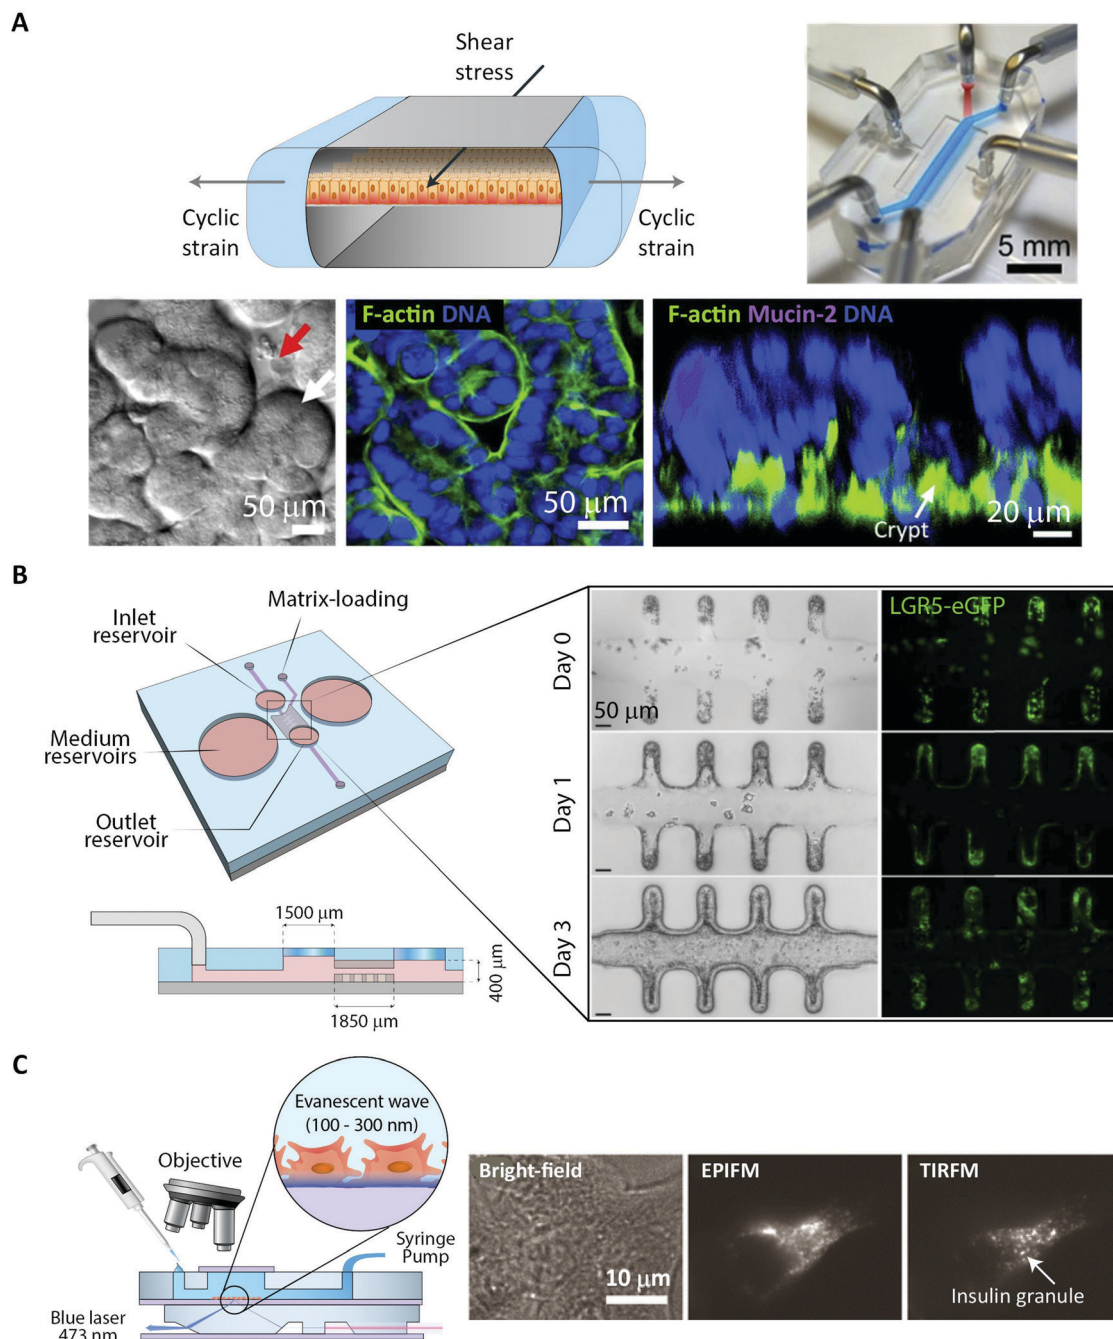 A
Shear
stress
Cyclic
strain
Cyclic
strain
5 mm
50 μm
F-actin DNA
50 μm
F-actin Mucin-2 DNA
Crypt
20 μm
B
Inlet
reservoir
Matrix-loading
Medium
reservoirs
Outlet
reservoir
1500 μm
400 μm
1850 μm
Day 0
50 μm
LGR5-eGFP
Day 1
Day 3
C
Evanescent wave
(100 - 300 nm)
Objective
Syringe
Pump
Blue laser
473 nm
Bright-field
10 μm
EPIFM
TIRFM
Insulin granule